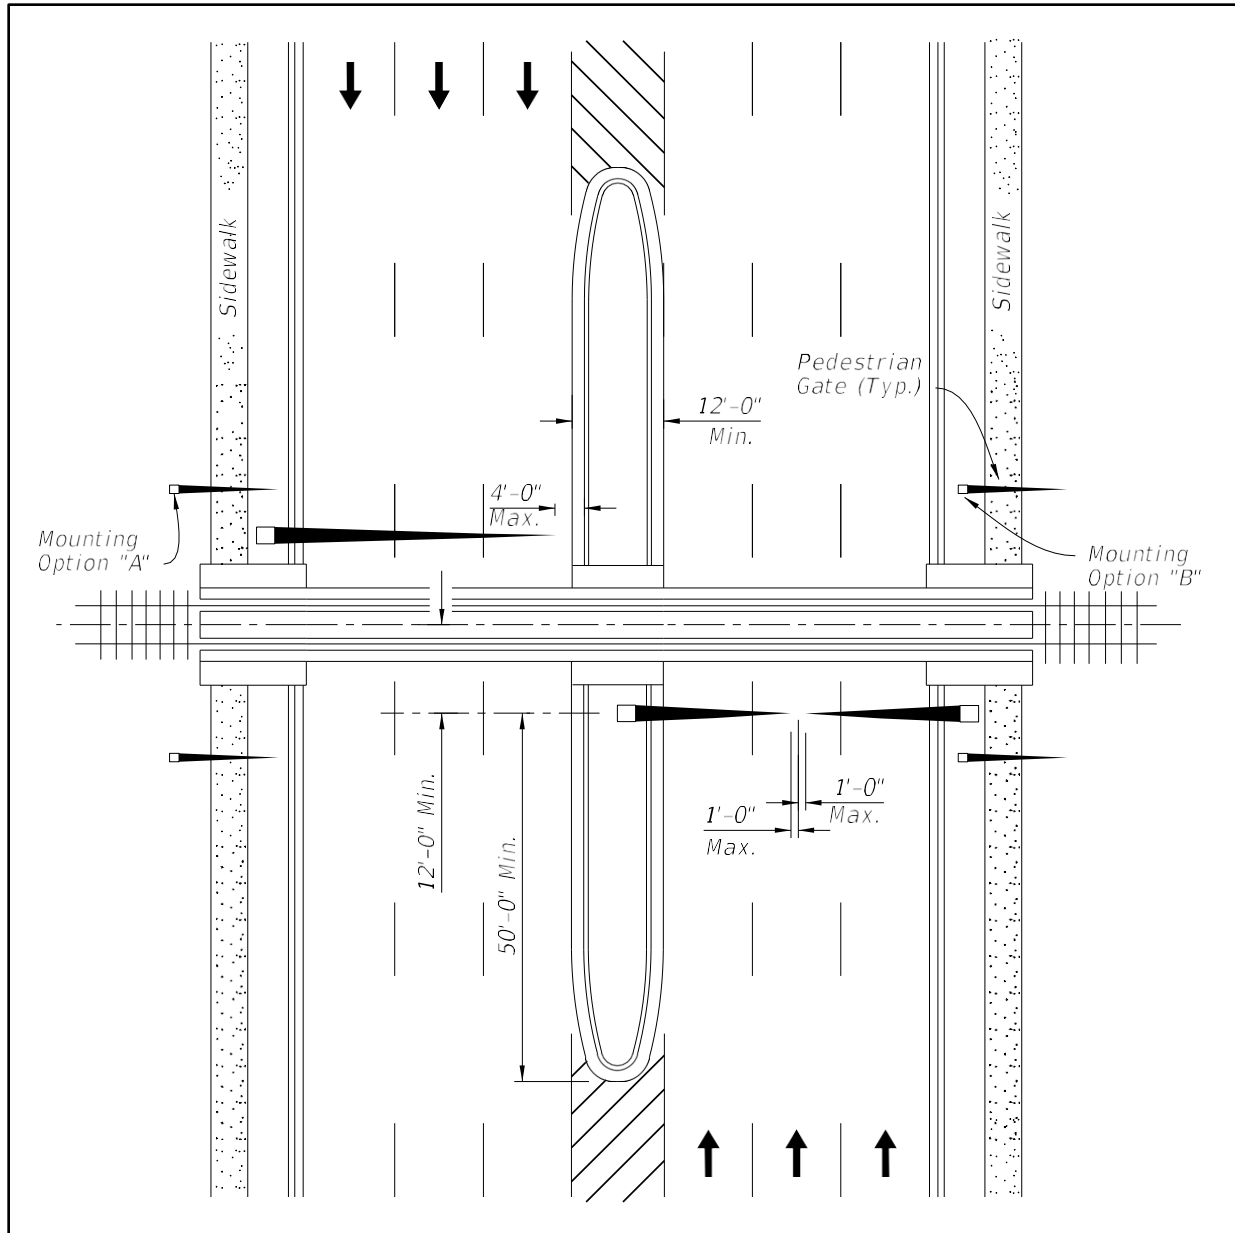 Sidewalk
Sidewalk
Pedestrian
Gate (Typ.)
12'-0"
Min.
4'-0"
Max.
Mounting
Option "A"
Mounting
Option "B"
12'-0" Min.
50'-0" Min.
1'-0"
Max.
1'-0"
Max.